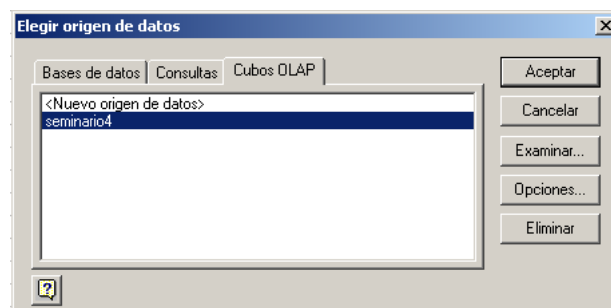 Elegir origen de datos
Bases de datos Consultas Cubos OLAP
<Nuevo origen de datos>
seminario4
Aceptar
Cancelar
Examinar...
Opciones...
Eliminar
?